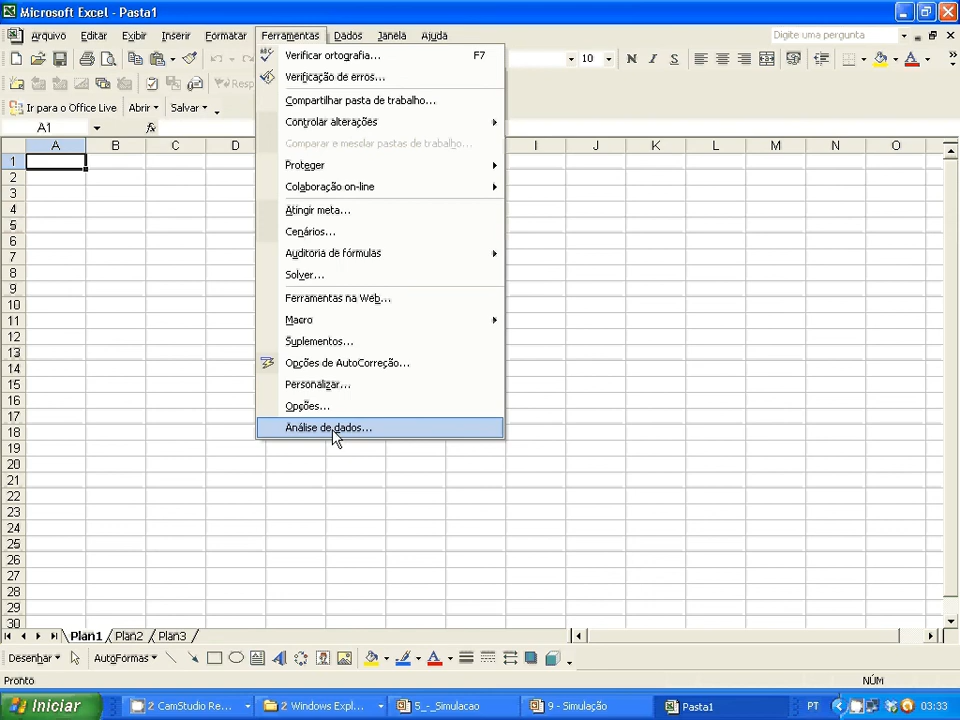 Microsoft Excel - Pasta1
Arquivo Editar Exibir Inserir Formatar Ferramentas Dados Janela Ajuda Digite uma pergunta
10 N I S
Resp
Ir para o Office Live Abrir Salvar
A1 fx
A B C D I J K L M N O
Verificar ortografia... F7
Verificação de erros...
Compartilhar pasta de trabalho...
Controlar alterações
Comparar e mesclar pastas de trabalho...
Proteger
Colaboração on-line
Atingir meta...
Cenários...
Auditoria de fórmulas
Solver...
Ferramentas na Web...
Macro
Suplementos...
Opções de AutoCorreção...
Personalizar...
Opções...
Análise de dados...
1
2
3
4
5
6
7
8
9
10
11
12
13
14
15
16
17
18
19
20
21
22
23
24
25
26
27
28
29
30
Plan1 Plan2 Plan3
Desenhar AutoFormas
Pronto NÚM
Iniciar 2 CamStudio Re... 2 Windows Expl... 5_-_Simulacao 9 - Simulação Pasta1 PT 03:33